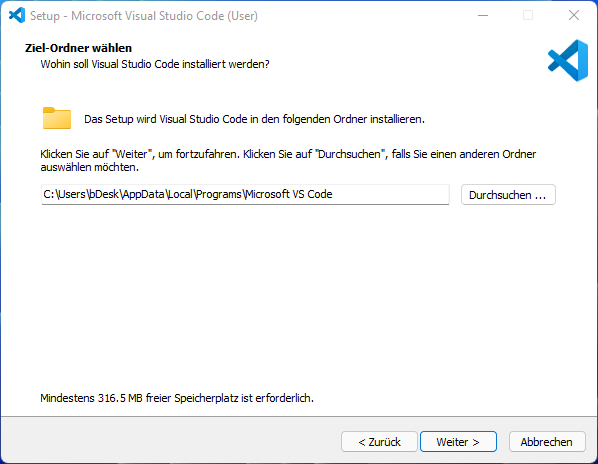 Setup - Microsoft Visual Studio Code (User)
Ziel-Ordner wählen
Wohin soll Visual Studio Code installiert werden?
Das Setup wird Visual Studio Code in den folgenden Ordner installieren.
Klicken Sie auf "Weiter", um fortzufahren. Klicken Sie auf "Durchsuchen", falls Sie einen anderen Ordner
auswählen möchten.
C:\Users\bDesk\AppData\Local\Programs\Microsoft VS Code
Durchsuchen ...
Mindestens 316.5 MB freier Speicherplatz ist erforderlich.
< Zurück
Weiter >
Abbrechen